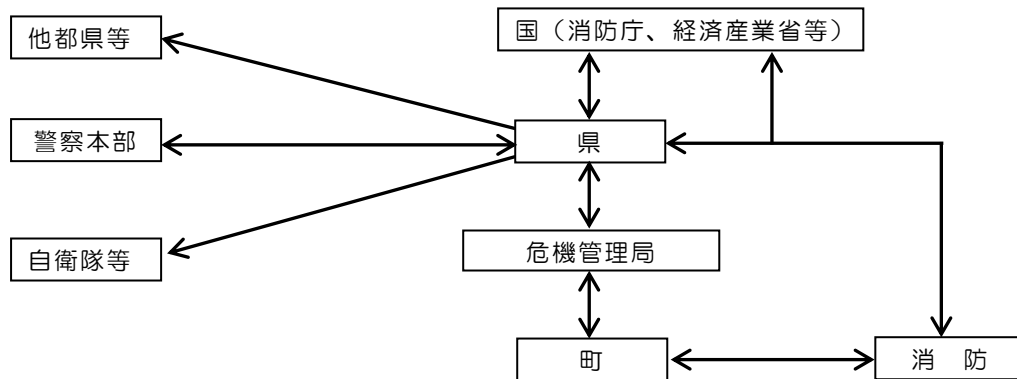 他都県等
国（消防庁、経済産業省等）
警察本部
県
自衛隊等
危機管理局
町
消　防